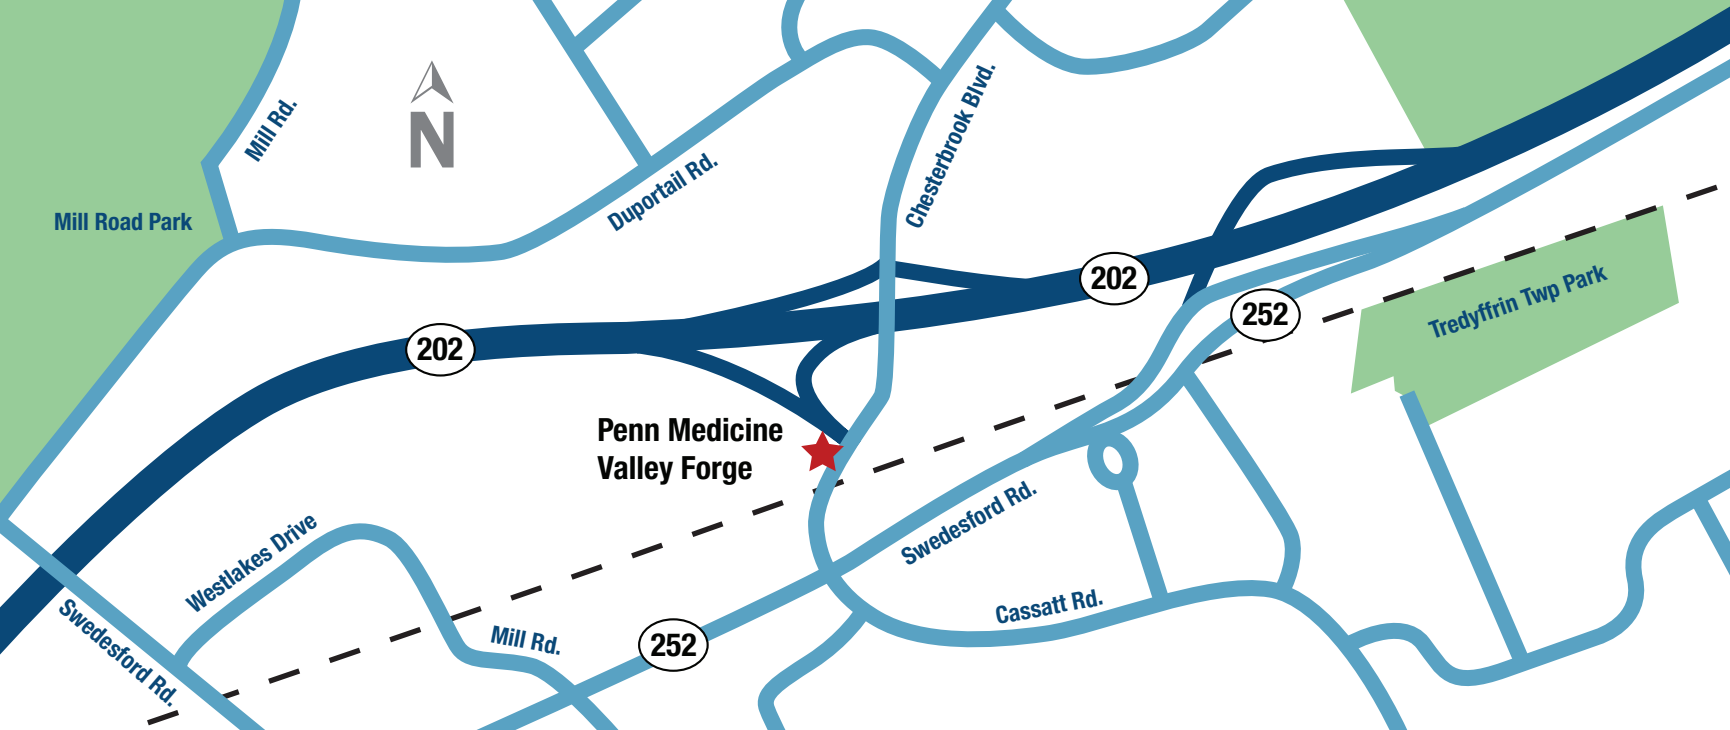 Mill Rd.
N
Chesterbrook Blvd.
Mill Road Park
Duportail Rd.
202
252
Tredyffrin Twp Park
202
Penn Medicine
Valley Forge
Swedesford Rd.
Westlakes Drive
Cassatt Rd.
Swedesford Rd.
Mill Rd.
252